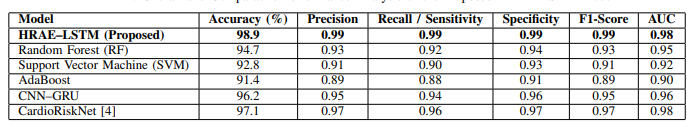 Model Accuracy (%) Precision Recall / Sensitivity Specificity F1-Score AUC
HRAE–LSTM (Proposed) 98.9 0.99 0.99 0.99 0.99 0.98
Random Forest (RF) 94.7 0.93 0.92 0.94 0.93 0.95
Support Vector Machine (SVM) 92.8 0.91 0.90 0.93 0.91 0.92
AdaBoost 91.4 0.89 0.88 0.91 0.89 0.90
CNN–GRU 96.2 0.95 0.94 0.96 0.95 0.96
CardioRiskNet [4] 97.1 0.97 0.96 0.97 0.97 0.98